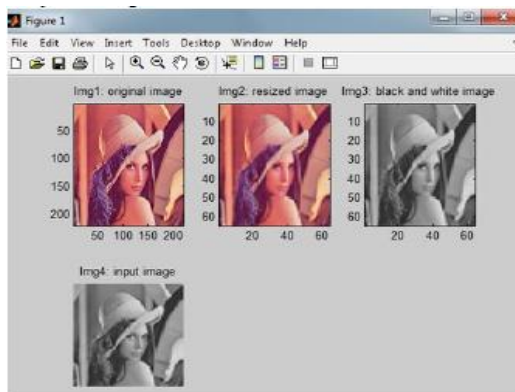 Figure 1
File Edit View Insert Tools Desktop Window Help
Img1: original image
50
100
150
200
50 100 150 200
Img2: resized image
10
20
30
40
50
60
20 40 60
Img3: black and white image
10
20
30
40
50
60
20 40 60
Img4: input image